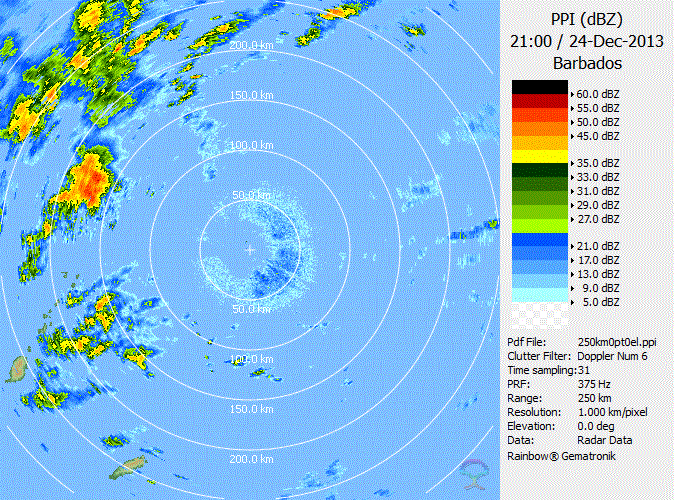 PPI (dBZ)
21:00 / 24-Dec-2013
Barbados
60.0 dBZ
55.0 dBZ
50.0 dBZ
45.0 dBZ
35.0 dBZ
33.0 dBZ
31.0 dBZ
29.0 dBZ
27.0 dBZ
21.0 dBZ
17.0 dBZ
13.0 dBZ
9.0 dBZ
5.0 dBZ
Pdf File: 250km0pt0el.ppi
Clutter Filter: Doppler Num 6
Time sampling:31
PRF: 375 Hz
Range: 250 km
Resolution: 1.000 km/pixel
Elevation: 0.0 deg
Data: Radar Data
Rainbow® Gematronik
200.0 km
150.0 km
100.0 km
50.0 km
50.0 km
100.0 km
150.0 km
200.0 km